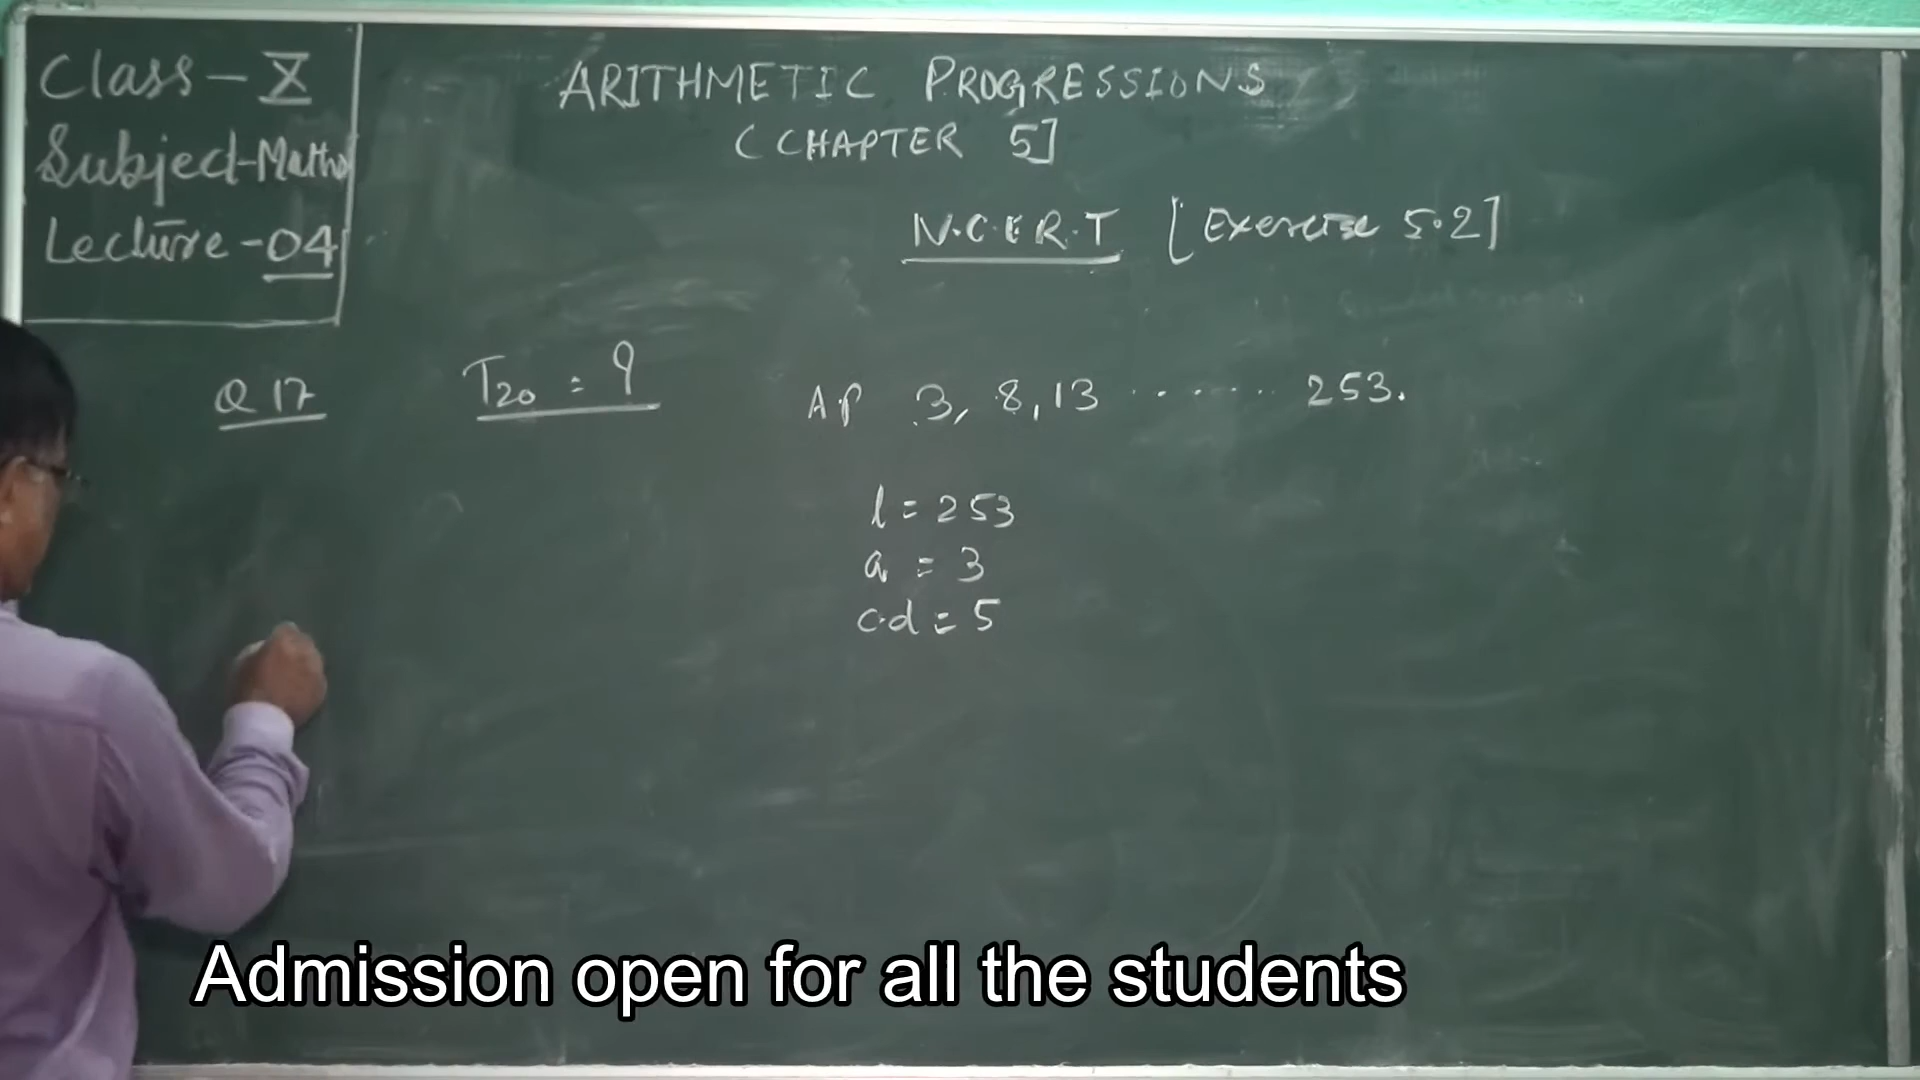 Class - X
Subject-Maths
Lecture - 04
ARITHMETIC PROGRESSIONS
(CHAPTER 5]
N.C.E.R.T [Exercise 5.2]
Q 17 T20 = ? AP 3, 8, 13 ........ 253.
l = 253
a = 3
c.d = 5
Admission open for all the students